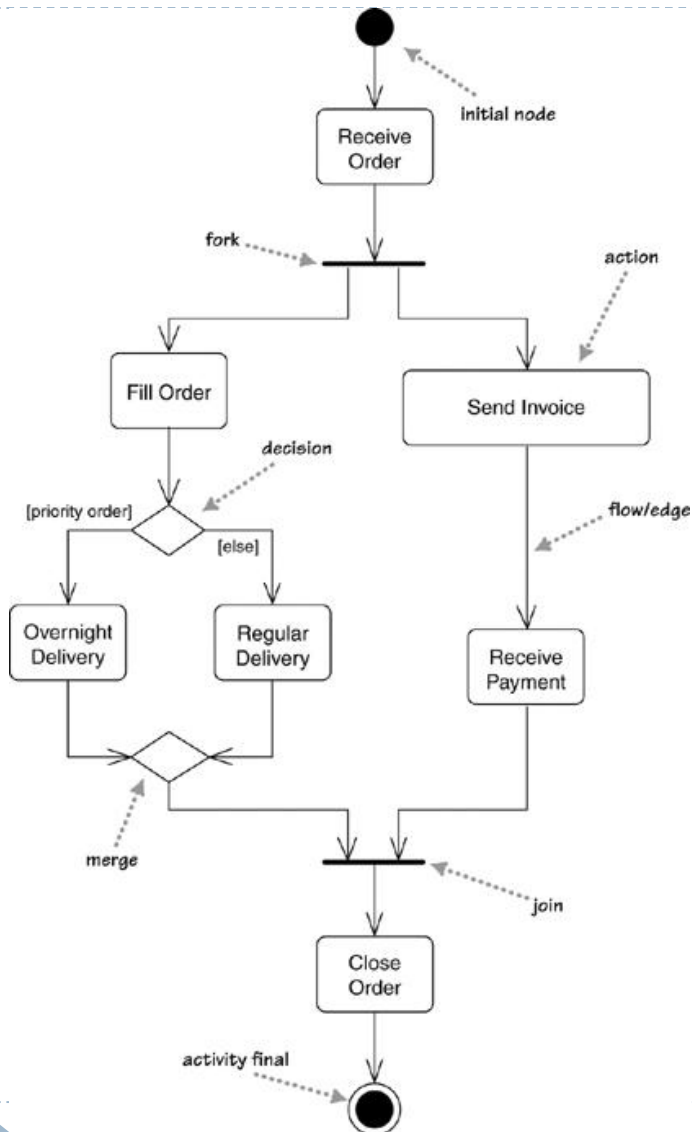 initial node
Receive
Order
fork
action
Fill Order
Send Invoice
decision
[priority order]
[else]
flow/edge
Overnight
Delivery
Regular
Delivery
Receive
Payment
merge
join
Close
Order
activity final